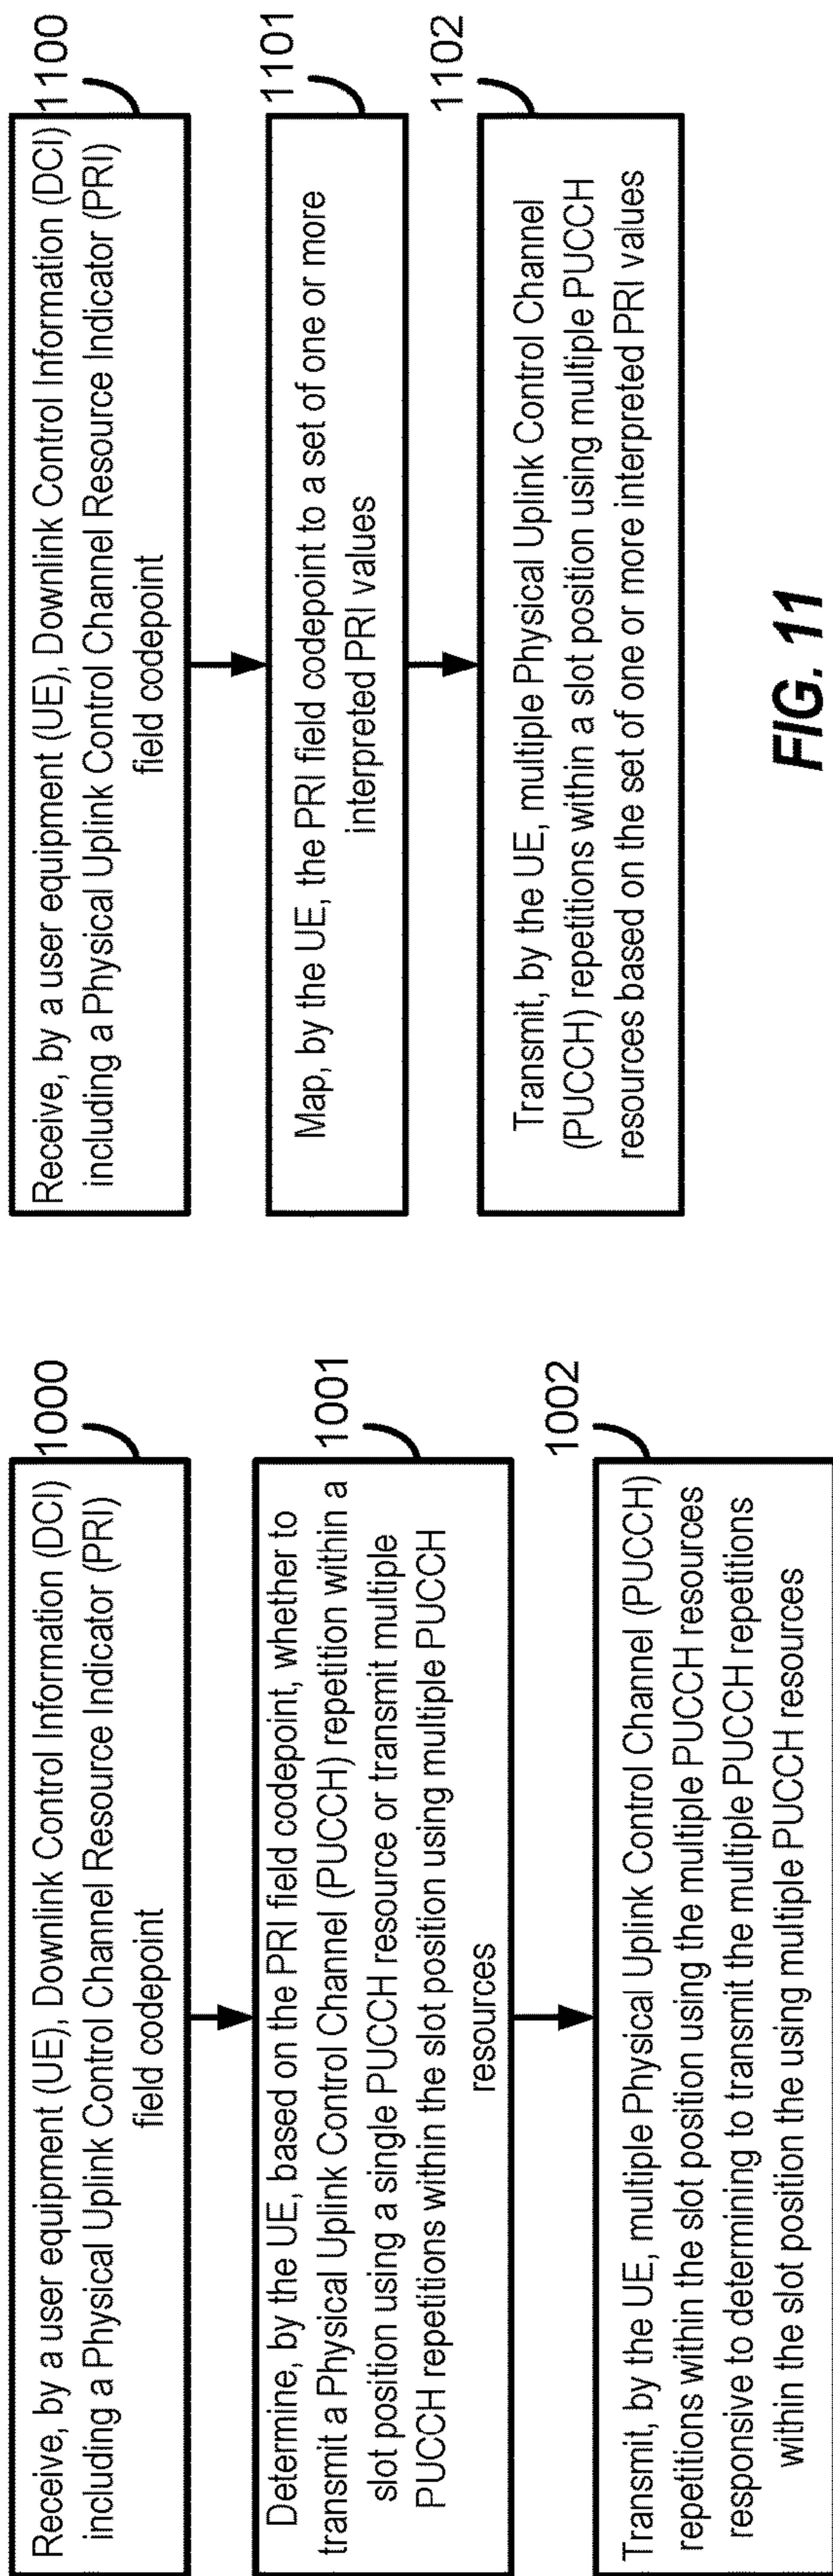 1000
Receive, by a user equipment (UE), Downlink Control Information (DCI)
including a Physical Uplink Control Channel Resource Indicator (PRI)
field codepoint
1001
Determine, by the UE, based on the PRI field codepoint, whether to
transmit a Physical Uplink Control Channel (PUCCH) repetition within a
slot position using a single PUCCH resource or transmit multiple
PUCCH repetitions within the slot position using multiple PUCCH
resources
1002
Transmit, by the UE, multiple Physical Uplink Control Channel (PUCCH)
repetitions within the slot position using the multiple PUCCH resources
responsive to determining to transmit the multiple PUCCH repetitions
within the slot position the using multiple PUCCH resources
1100
Receive, by a user equipment (UE), Downlink Control Information (DCI)
including a Physical Uplink Control Channel Resource Indicator (PRI)
field codepoint
1101
Map, by the UE, the PRI field codepoint to a set of one or more
interpreted PRI values
1102
Transmit, by the UE, multiple Physical Uplink Control Channel
(PUCCH) repetitions within a slot position using multiple PUCCH
resources based on the set of one or more interpreted PRI values
FIG. 11